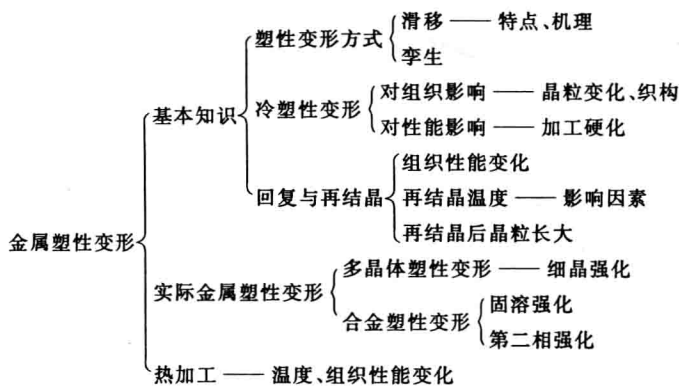 滑移 —— 特点、机理
塑性变形方式
孪生
对组织影响 —— 晶粒变化、织构
基本知识
冷塑性变形
对性能影响 —— 加工硬化
组织性能变化
回复与再结晶
再结晶温度 —— 影响因素
再结晶后晶粒长大
金属塑性变形
多晶体塑性变形 —— 细晶强化
实际金属塑性变形
固溶强化
合金塑性变形
第二相强化
热加工 —— 温度、组织性能变化